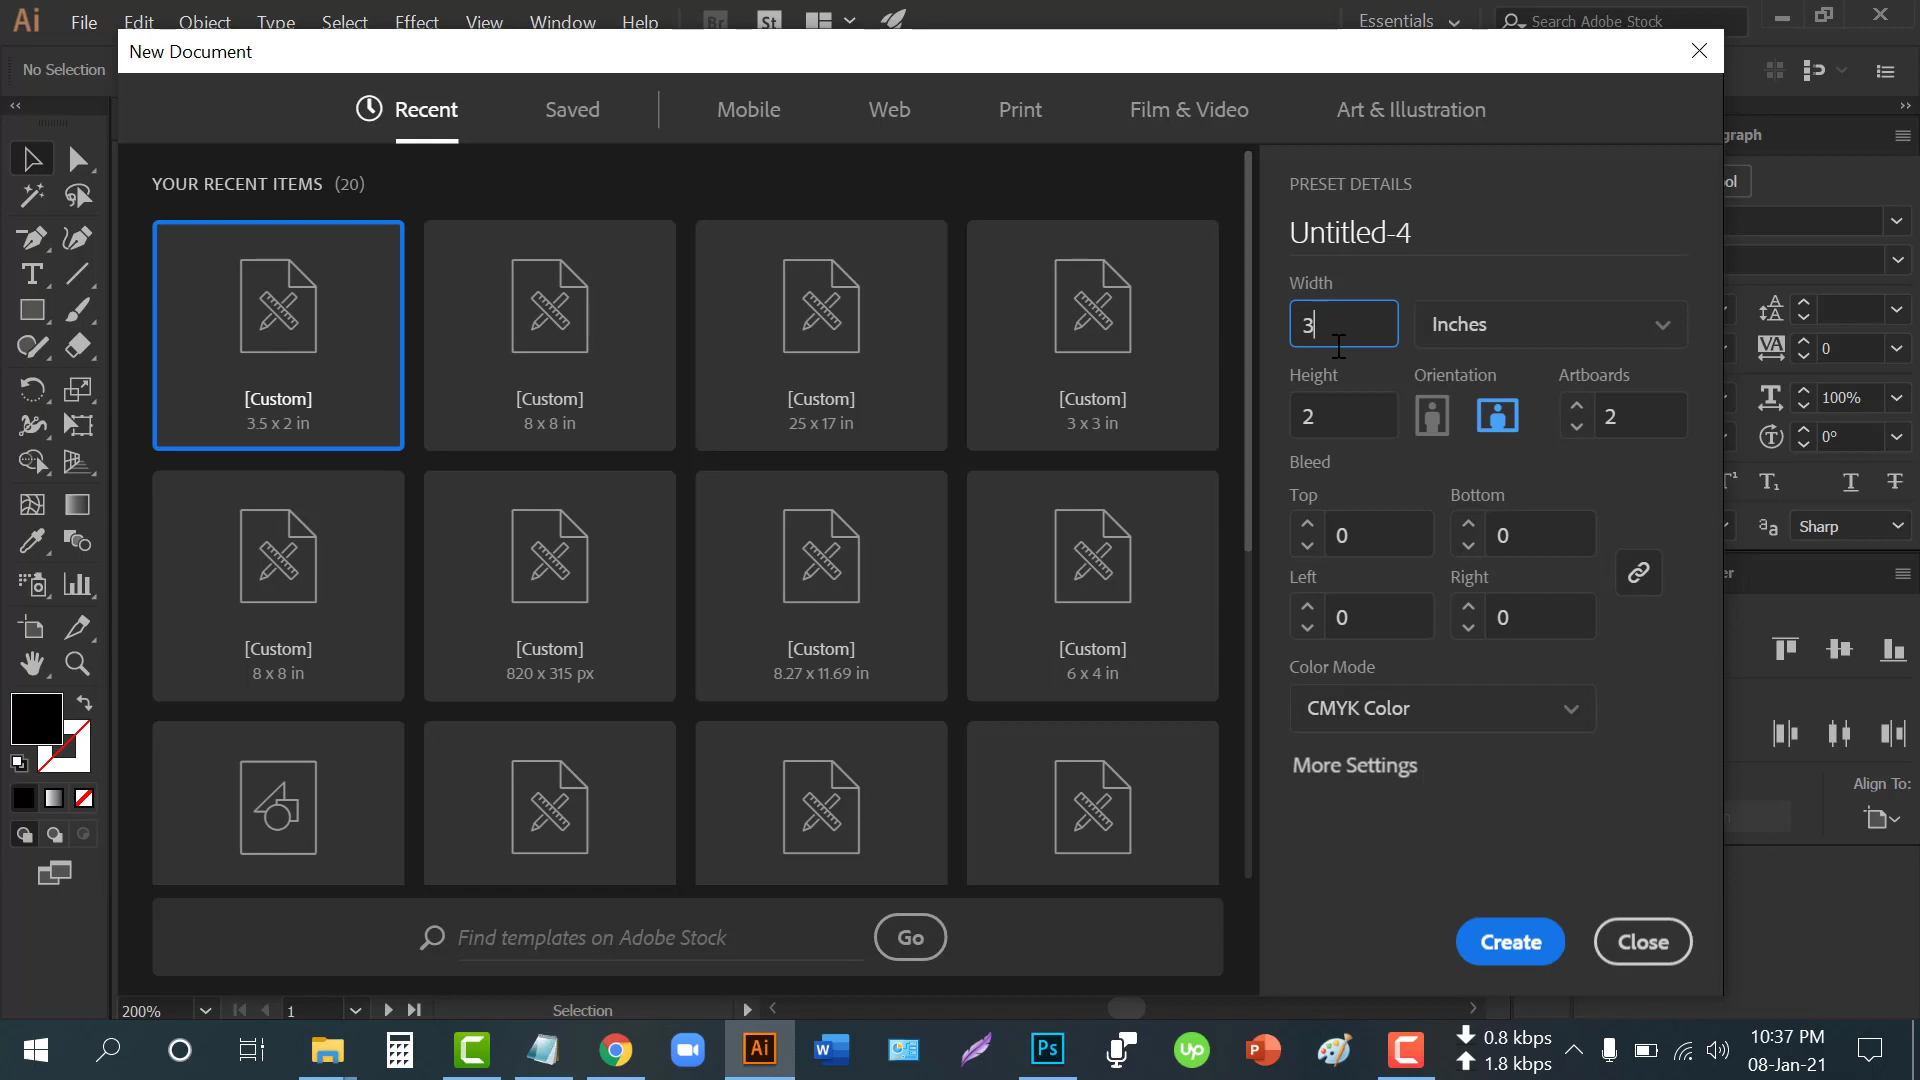 Ai File Edit Object Type Select Effect View Window Help Br St Essentials Search Adobe Stock
New Document
No Selection
Recent Saved Mobile Web Print Film & Video Art & Illustration
graph
YOUR RECENT ITEMS (20)
PRESET DETAILS
ol
Untitled-4
Width
3 Inches
Height Orientation Artboards
2 2
Bleed
Top Bottom
0 0
Left Right
0 0
Color Mode
CMYK Color
More Settings
[Custom] [Custom] [Custom] [Custom]
3.5 x 2 in 8 x 8 in 25 x 17 in 3 x 3 in
[Custom] [Custom] [Custom] [Custom]
8 x 8 in 820 x 315 px 8.27 x 11.69 in 6 x 4 in
VA 0
100%
0°
Sharp
er
Align To:
Find templates on Adobe Stock Go
Create Close
200% 1 Selection
0.8 kbps
1.8 kbps
10:37 PM
08-Jan-21